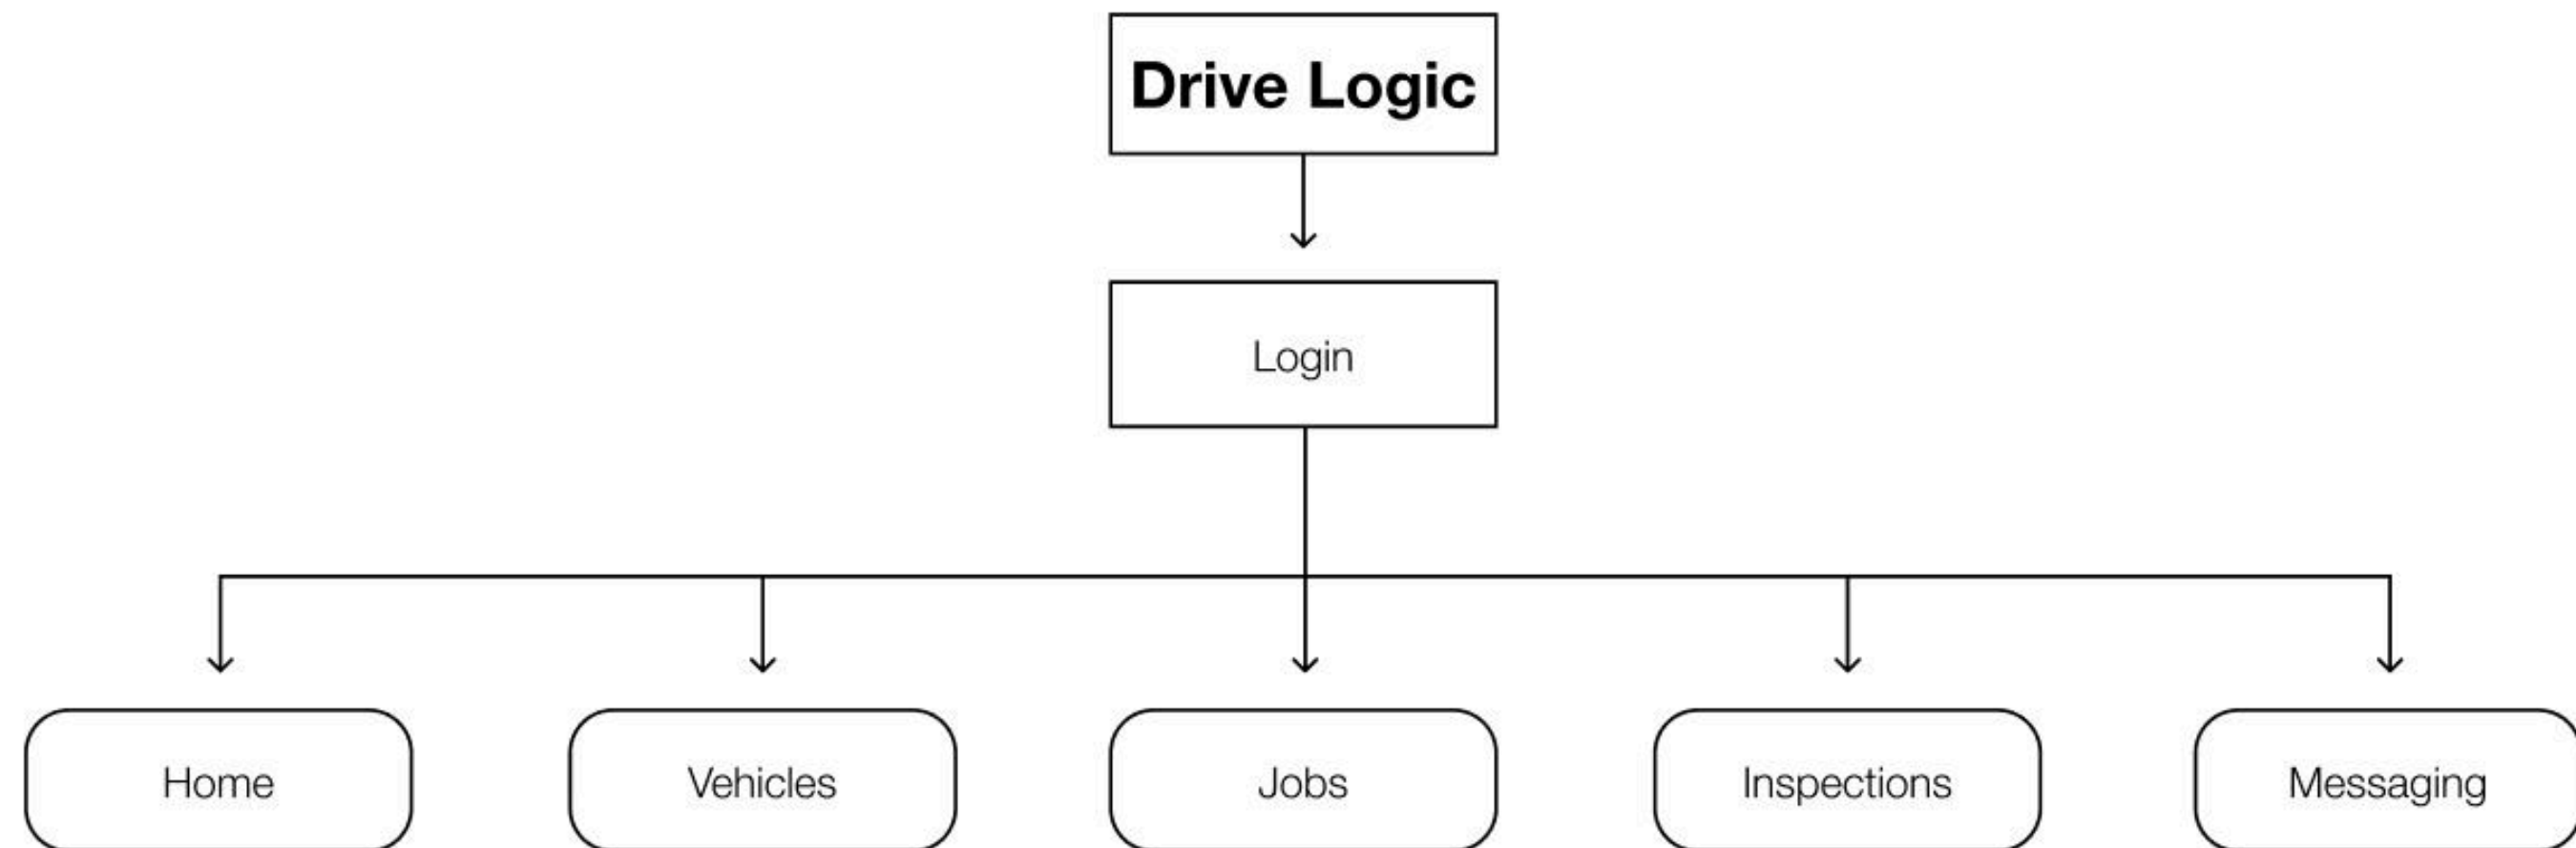 Drive Logic
Login
Home
Vehicles
Jobs
Inspections
Messaging